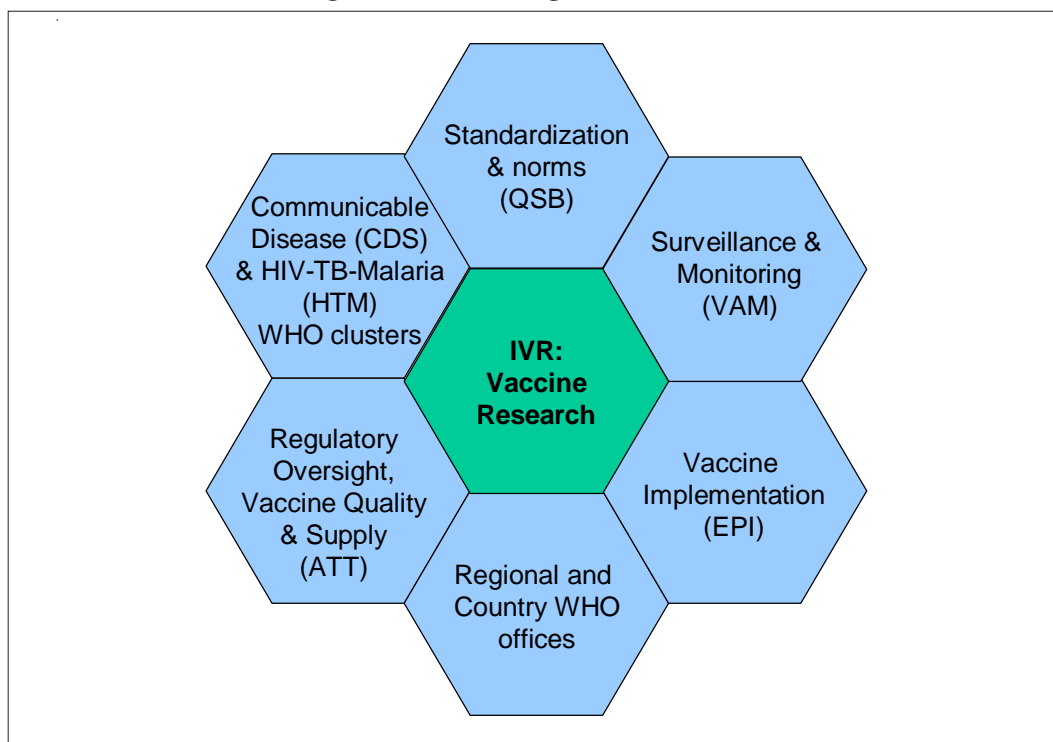 Standardization
& norms
(QSB)
Communicable
Disease (CDS)
& HIV-TB-Malaria
(HTM)
WHO clusters
Surveillance &
Monitoring
(VAM)
IVR:
Vaccine
Research
Regulatory
Oversight,
Vaccine Quality
& Supply
(ATT)
Vaccine
Implementation
(EPI)
Regional and
Country WHO
offices